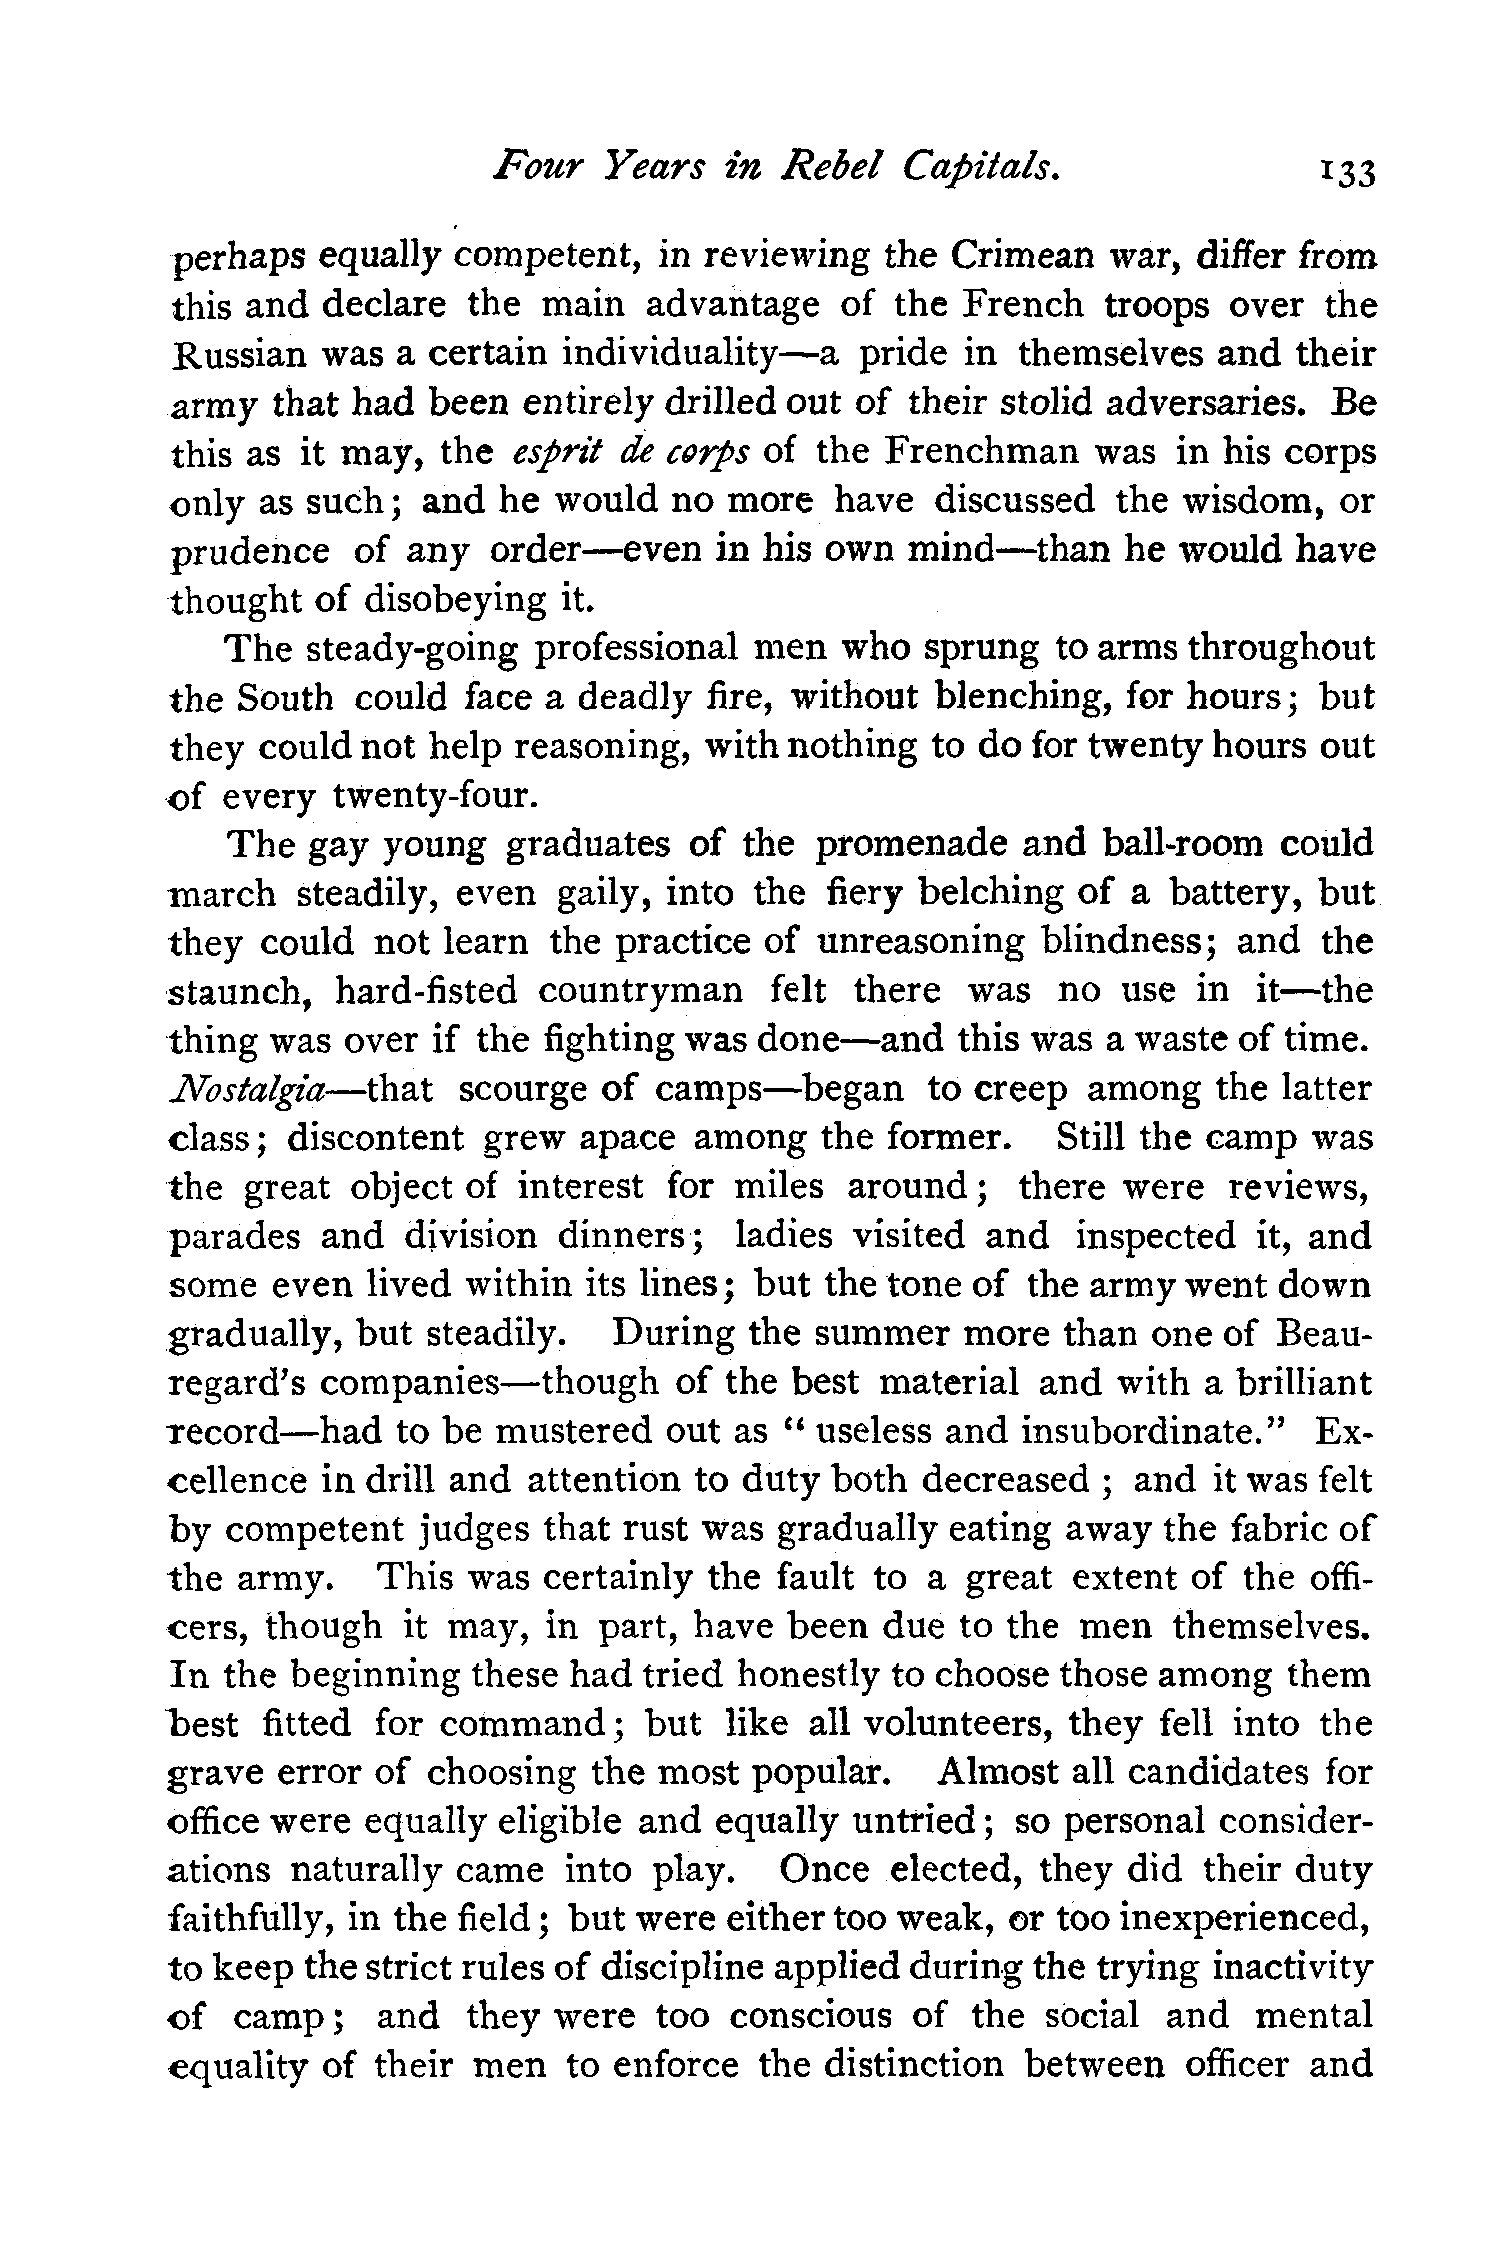 Four Years in Rebel Capitals. 133
perhaps equally competent, in reviewing the Crimean war, differ from
this and declare the main advantage of the French troops over the
Russian was a certain individuality—a pride in themselves and their
army that had been entirely drilled out of their stolid adversaries. Be
this as it may, the esprit de corps of the Frenchman was in his corps
only as such; and he would no more have discussed the wisdom, or
prudence of any order—even in his own mind—than he would have
thought of disobeying it.
The steady-going professional men who sprung to arms throughout
the South could face a deadly fire, without blenching, for hours; but
they could not help reasoning, with nothing to do for twenty hours out
of every twenty-four.
The gay young graduates of the promenade and ball-room could
march steadily, even gaily, into the fiery belching of a battery, but
they could not learn the practice of unreasoning blindness; and the
staunch, hard-fisted countryman felt there was no use in it—the
thing was over if the fighting was done—and this was a waste of time.
Nostalgia—that scourge of camps—began to creep among the latter
class; discontent grew apace among the former. Still the camp was
the great object of interest for miles around; there were reviews,
parades and division dinners; ladies visited and inspected it, and
some even lived within its lines; but the tone of the army went down
gradually, but steadily. During the summer more than one of Beau-
regard's companies—though of the best material and with a brilliant
record—had to be mustered out as "useless and insubordinate." Ex-
cellence in drill and attention to duty both decreased; and it was felt
by competent judges that rust was gradually eating away the fabric of
the army. This was certainly the fault to a great extent of the offi-
cers, though it may, in part, have been due to the men themselves.
In the beginning these had tried honestly to choose those among them
best fitted for command; but like all volunteers, they fell into the
grave error of choosing the most popular. Almost all candidates for
office were equally eligible and equally untried; so personal consider-
ations naturally came into play. Once elected, they did their duty
faithfully, in the field; but were either too weak, or too inexperienced,
to keep the strict rules of discipline applied during the trying inactivity
of camp; and they were too conscious of the social and mental
equality of their men to enforce the distinction between officer and